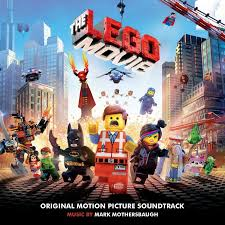 THE
LEGO
MOVIE
ORIGINAL MOTION PICTURE SOUNDTRACK
MUSIC BY MARK MOTHERSBAUGH